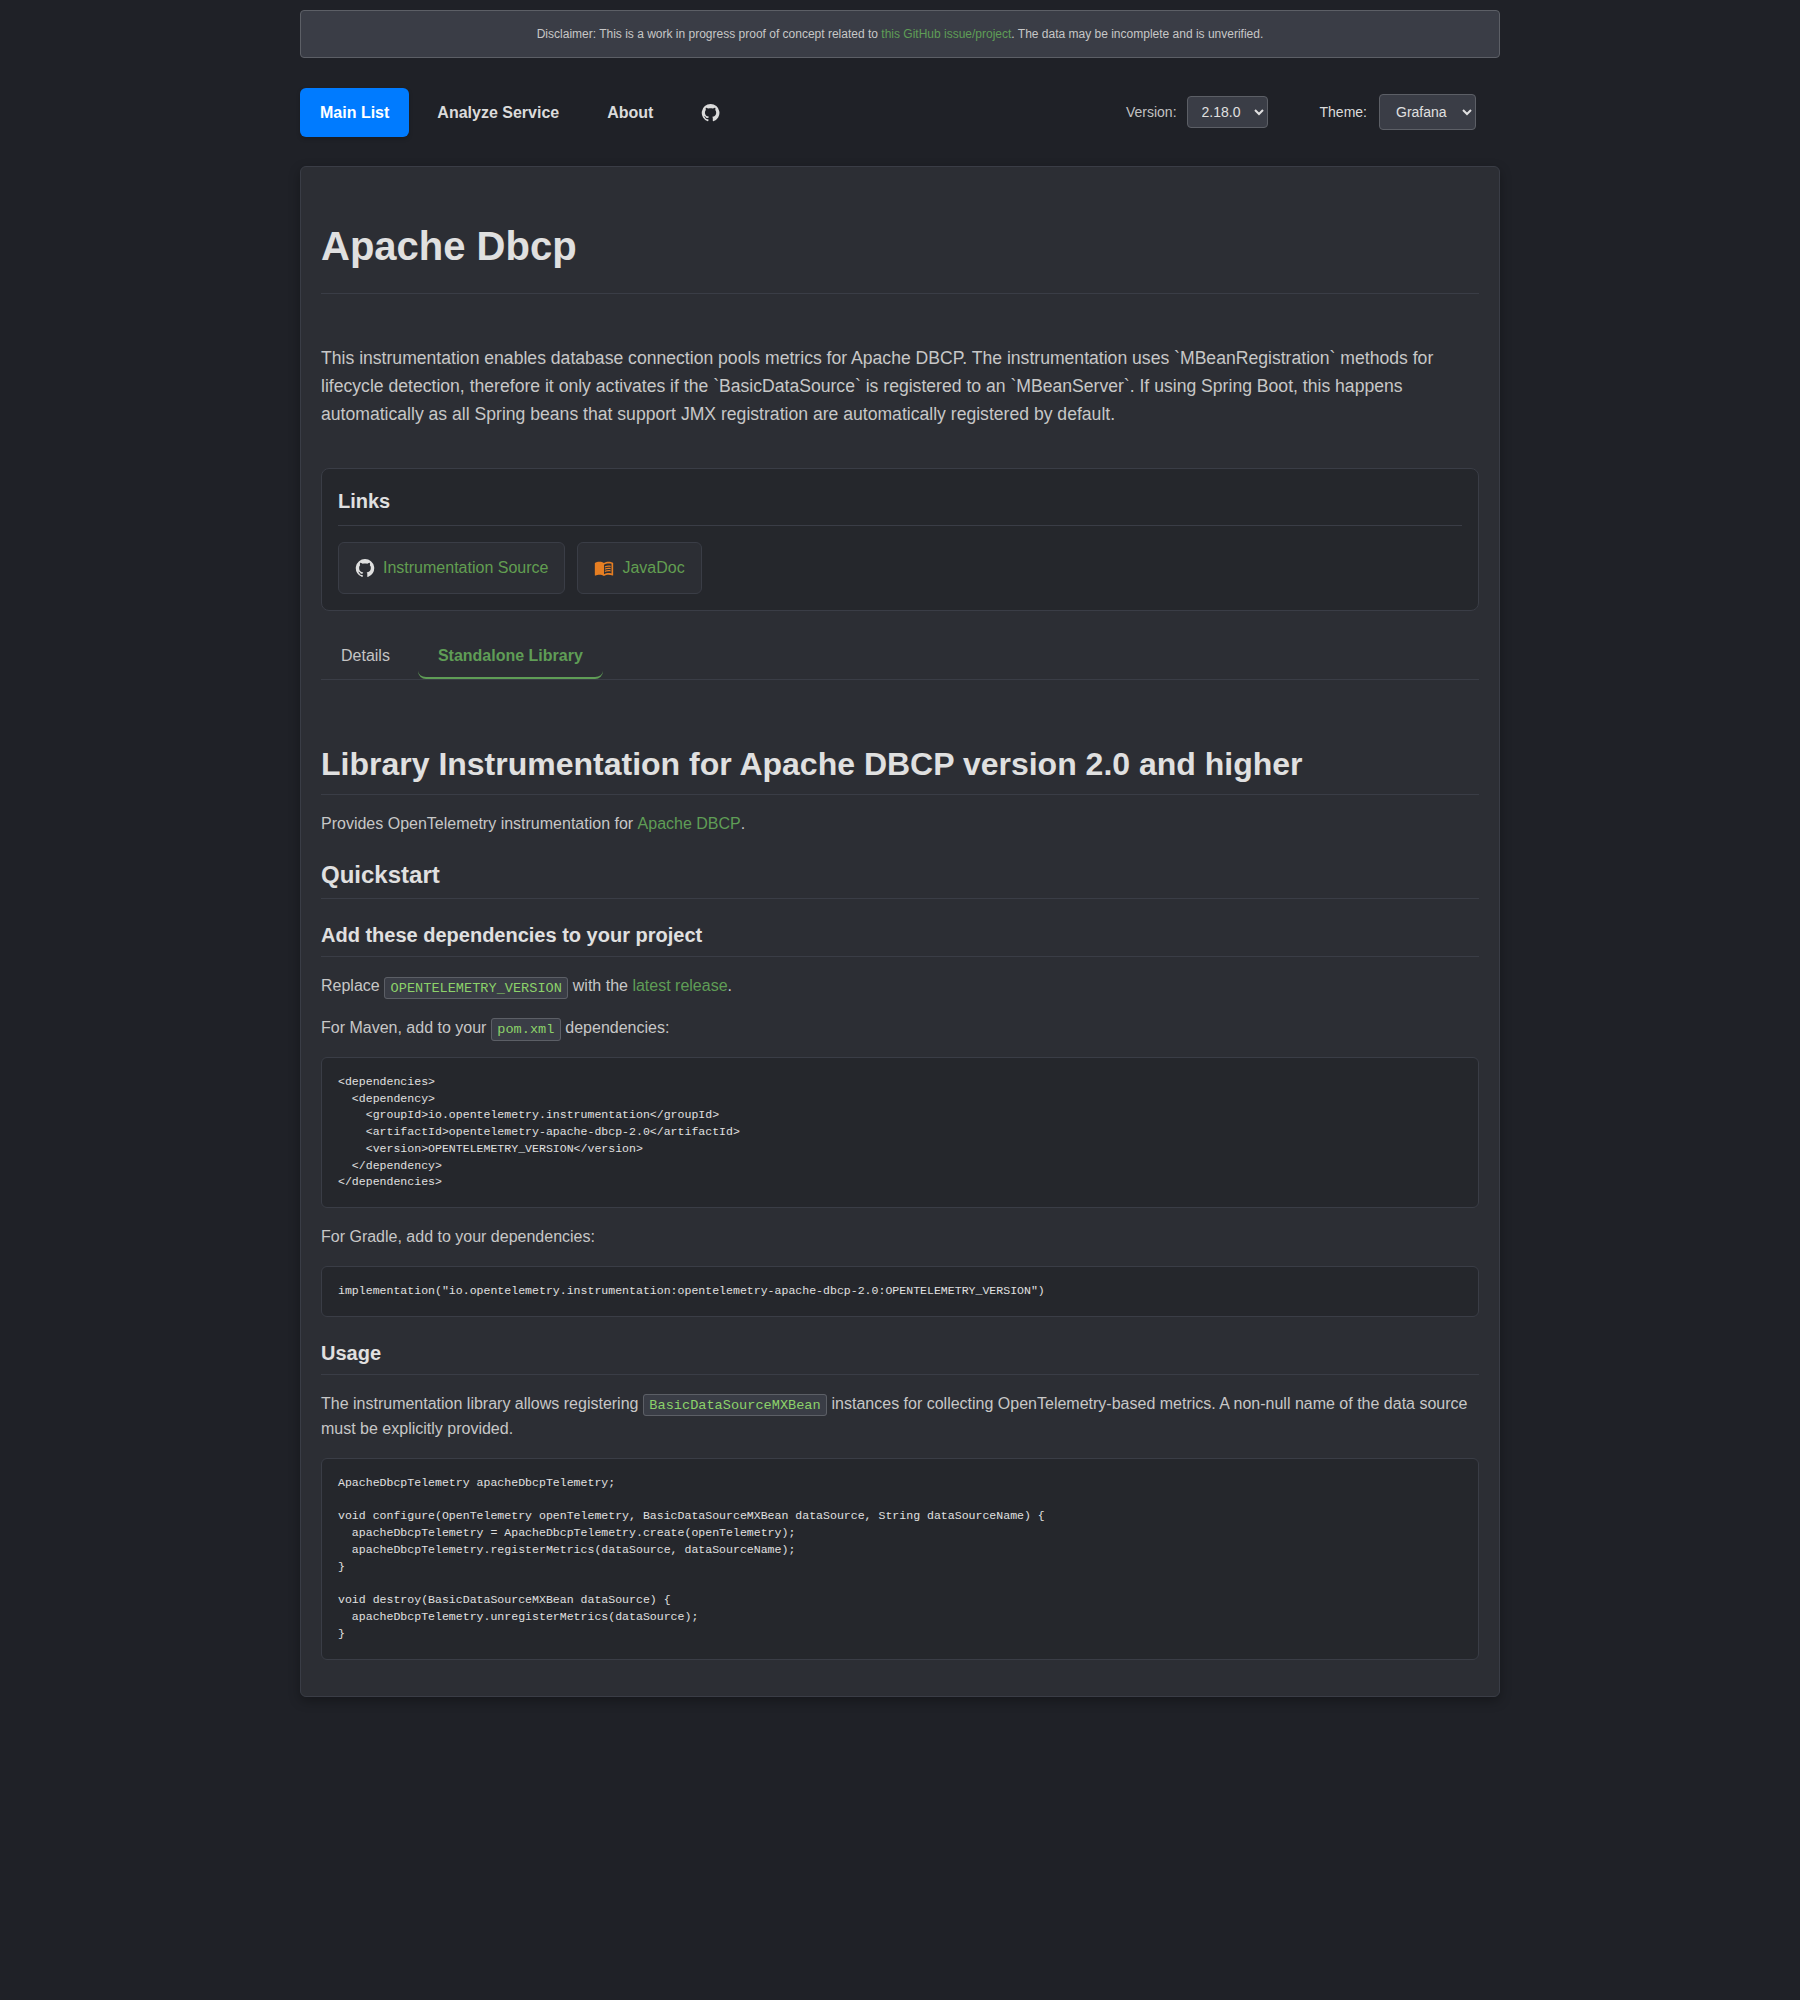 Disclaimer: This is a work in progress proof of concept related to this GitHub issue/project. The data may be incomplete and is unverified.
Main List
Analyze Service
About
Version:
2.18.0
Theme:
Grafana
Apache Dbcp
This instrumentation enables database connection pools metrics for Apache DBCP. The instrumentation uses `MBeanRegistration` methods for
lifecycle detection, therefore it only activates if the `BasicDataSource` is registered to an `MBeanServer`. If using Spring Boot, this happens
automatically as all Spring beans that support JMX registration are automatically registered by default.
Links
Instrumentation Source
JavaDoc
Details
Standalone Library
Library Instrumentation for Apache DBCP version 2.0 and higher
Provides OpenTelemetry instrumentation for Apache DBCP.
Quickstart
Add these dependencies to your project
Replace OPENTELEMETRY_VERSION with the latest release.
For Maven, add to your pom.xml dependencies:
<dependencies>
  <dependency>
    <groupId>io.opentelemetry.instrumentation</groupId>
    <artifactId>opentelemetry-apache-dbcp-2.0</artifactId>
    <version>OPENTELEMETRY_VERSION</version>
  </dependency>
</dependencies>
For Gradle, add to your dependencies:
implementation("io.opentelemetry.instrumentation:opentelemetry-apache-dbcp-2.0:OPENTELEMETRY_VERSION")
Usage
The instrumentation library allows registering BasicDataSourceMXBean instances for collecting OpenTelemetry-based metrics. A non-null name of the data source
must be explicitly provided.
ApacheDbcpTelemetry apacheDbcpTelemetry;
void configure(OpenTelemetry openTelemetry, BasicDataSourceMXBean dataSource, String dataSourceName) {
  apacheDbcpTelemetry = ApacheDbcpTelemetry.create(openTelemetry);
  apacheDbcpTelemetry.registerMetrics(dataSource, dataSourceName);
}
void destroy(BasicDataSourceMXBean dataSource) {
  apacheDbcpTelemetry.unregisterMetrics(dataSource);
}